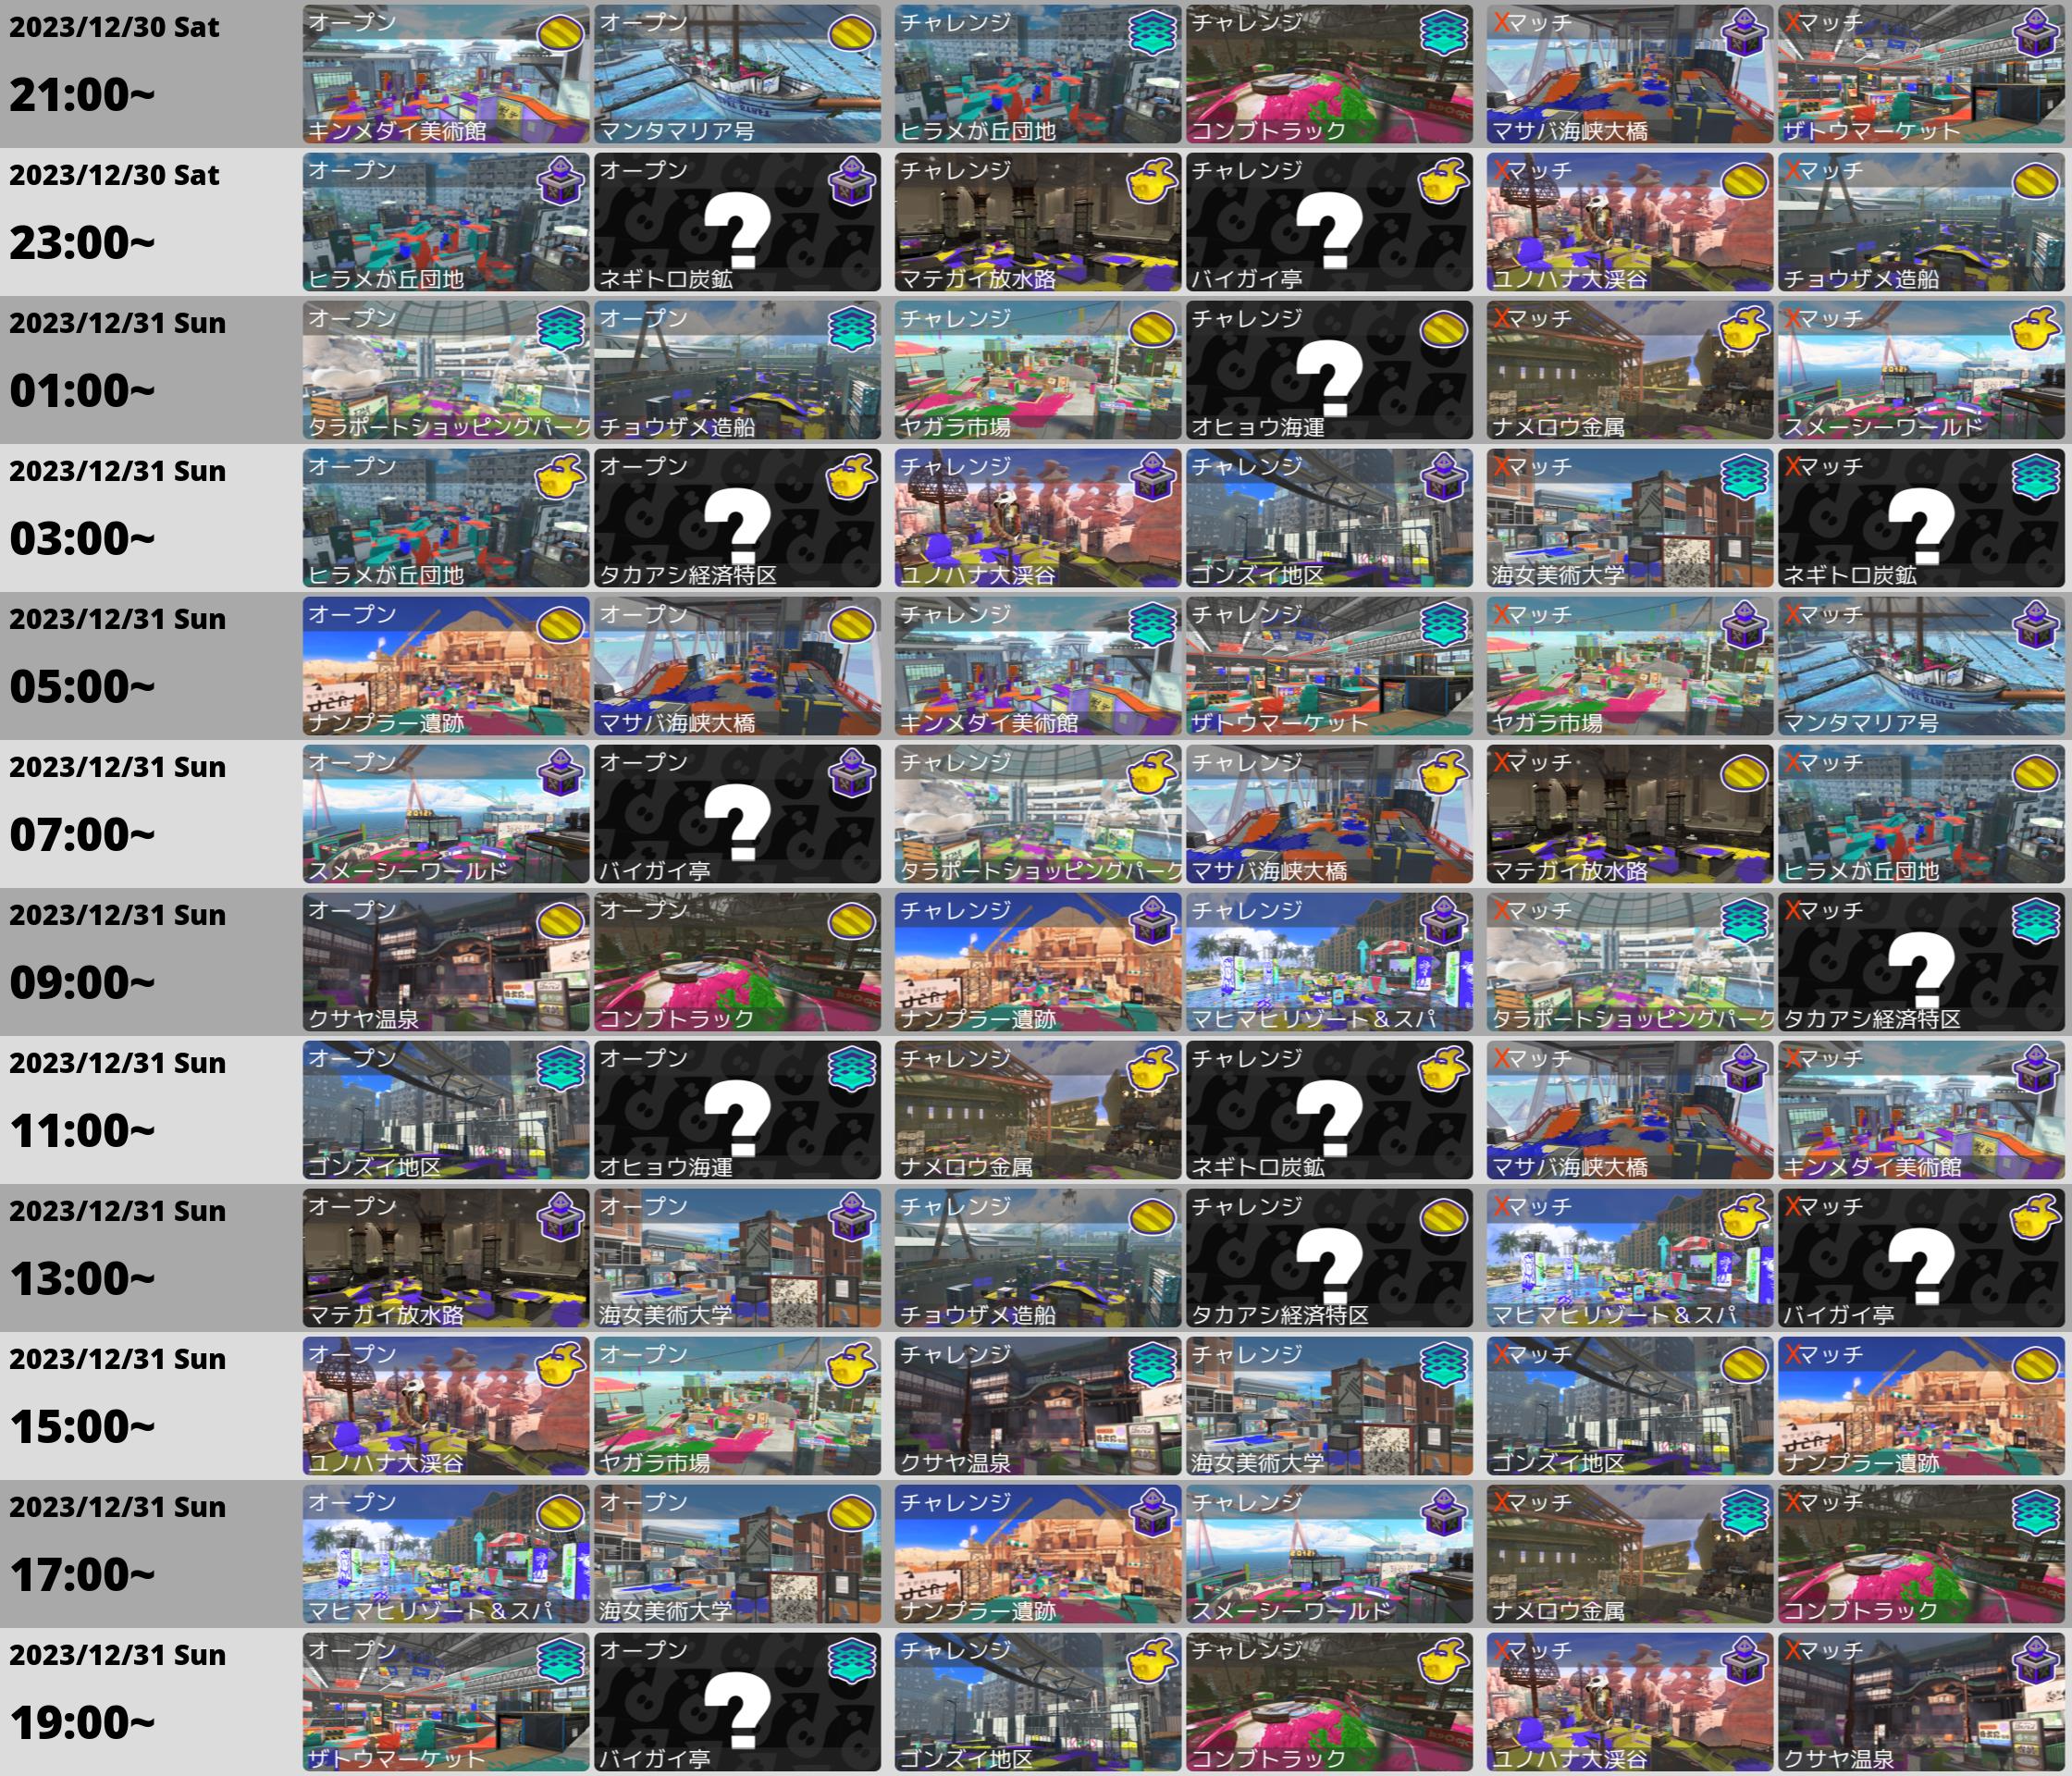 2023/12/30 Sat
21:00~
オープン
キンメダイ美術館
オープン
マンタマリア号
チャレンジ
ヒラメが丘団地
チャレンジ
コンブトラック
Xマッチ
マサバ海峡大橋
Xマッチ
ザトウマーケット
2023/12/30 Sat
23:00~
オープン
ヒラメが丘団地
オープン
?
ネギトロ炭鉱
チャレンジ
マテガイ放水路
チャレンジ
?
バイガイ亭
Xマッチ
ユノハナ大渓谷
Xマッチ
チョウザメ造船
2023/12/31 Sun
01:00~
オープン
タラポートショッピングパーク
オープン
チョウザメ造船
チャレンジ
ヤガラ市場
チャレンジ
?
オヒョウ海運
Xマッチ
ナメロウ金属
Xマッチ
スメーシーワールド
2023/12/31 Sun
03:00~
オープン
ヒラメが丘団地
オープン
?
タカアシ経済特区
チャレンジ
ユノハナ大渓谷
チャレンジ
ゴンズイ地区
Xマッチ
海女美術大学
Xマッチ
?
ネギトロ炭鉱
2023/12/31 Sun
05:00~
オープン
ナンプラー遺跡
オープン
マサバ海峡大橋
チャレンジ
キンメダイ美術館
チャレンジ
ザトウマーケット
Xマッチ
ヤガラ市場
Xマッチ
マンタマリア号
2023/12/31 Sun
07:00~
オープン
スメーシーワールド
オープン
?
バイガイ亭
チャレンジ
タラポートショッピングパーク
チャレンジ
マサバ海峡大橋
Xマッチ
マテガイ放水路
Xマッチ
ヒラメが丘団地
2023/12/31 Sun
09:00~
オープン
クサヤ温泉
オープン
コンブトラック
チャレンジ
ナンプラー遺跡
チャレンジ
マヒマヒリゾート&スパ
Xマッチ
タラポートショッピングパーク
Xマッチ
?
タカアシ経済特区
2023/12/31 Sun
11:00~
オープン
ゴンズイ地区
オープン
?
オヒョウ海運
チャレンジ
ナメロウ金属
チャレンジ
?
ネギトロ炭鉱
Xマッチ
マサバ海峡大橋
Xマッチ
キンメダイ美術館
2023/12/31 Sun
13:00~
オープン
マテガイ放水路
オープン
海女美術大学
チャレンジ
チョウザメ造船
チャレンジ
?
タカアシ経済特区
Xマッチ
マヒマヒリゾート&スパ
Xマッチ
?
バイガイ亭
2023/12/31 Sun
15:00~
オープン
ユノハナ大渓谷
オープン
ヤガラ市場
チャレンジ
クサヤ温泉
チャレンジ
海女美術大学
Xマッチ
ゴンズイ地区
Xマッチ
ナンプラー遺跡
2023/12/31 Sun
17:00~
オープン
マヒマヒリゾート&スパ
オープン
海女美術大学
チャレンジ
ナンプラー遺跡
チャレンジ
スメーシーワールド
Xマッチ
ナメロウ金属
Xマッチ
コンブトラック
2023/12/31 Sun
19:00~
オープン
ザトウマーケット
オープン
?
バイガイ亭
チャレンジ
ゴンズイ地区
チャレンジ
コンブトラック
Xマッチ
ユノハナ大渓谷
Xマッチ
クサヤ温泉